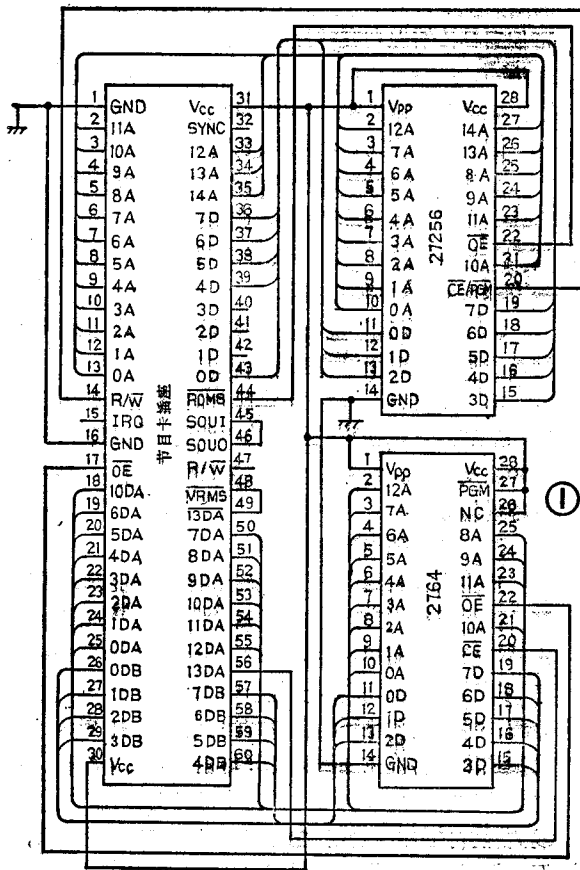 1 GND Vcc 31
2 11A SYNC 32
3 10A 12A 33
4 9A 13A 34
5 8A 14A 35
6 7A 7D 36
7 6A 6D 37
8 5A 5D 38
9 4A 4D 39
10 3A 3D 40
11 2A 2D 41
12 1A 1D 42
13 0A 0D 43
14 R/W̅ R̅O̅M̅S̅ 44
15 IRQ SOUI 45
16 GND SOUO 46
17 O̅E̅ R/W̅ 47
18 10DA V̅R̅M̅S̅ 48
19 6DA 1̅3̅D̅A̅ 49
20 5DA 7DA 50
21 4DA 8DA 51
22 3DA 9DA 52
23 2DA 10DA 53
24 1DA 11DA 54
25 0DA 12DA 55
26 0DB 13DA 56
27 1DB 7DB 57
28 2DB 6DB 58
29 3DB 5DB 59
30 Vcc 4DB 60
节目卡插座
1 Vpp Vcc 28
2 12A 14A 27
3 7A 13A 26
4 6A 8A 25
5 5A 9A 24
6 4A 11A 23
7 3A O̅E̅ 22
8 2A 10A 21
9 1A C̅E̅/P̅G̅M̅ 20
10 0A 7D 19
11 0D 6D 18
12 1D 5D 17
13 2D 4D 16
14 GND 3D 15
27256
1 Vpp Vcc 28
2 12A P̅G̅M̅ 27
3 7A NC 26
4 6A 8A 25
5 5A 9A 24
6 4A 11A 23
7 3A O̅E̅ 22
8 2A 10A 21
9 1A C̅E̅ 20
10 0A 7D 19
11 0D 6D 18
12 1D 5D 17
13 2D 4D 16
14 GND 3D 15
2764
①